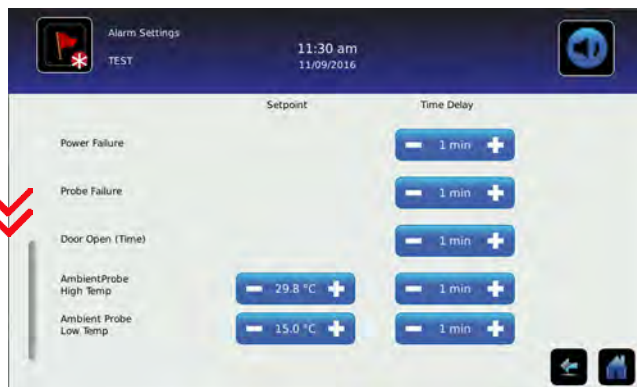 Alarm Settings
TEST
11:30 am
11/09/2016
Setpoint Time Delay
Power Failure 1 min
Probe Failure 1 min
Door Open (Time) 1 min
AmbientProbe
High Temp 29.8 °C 1 min
Ambient Probe
Low Temp 15.0 °C 1 min